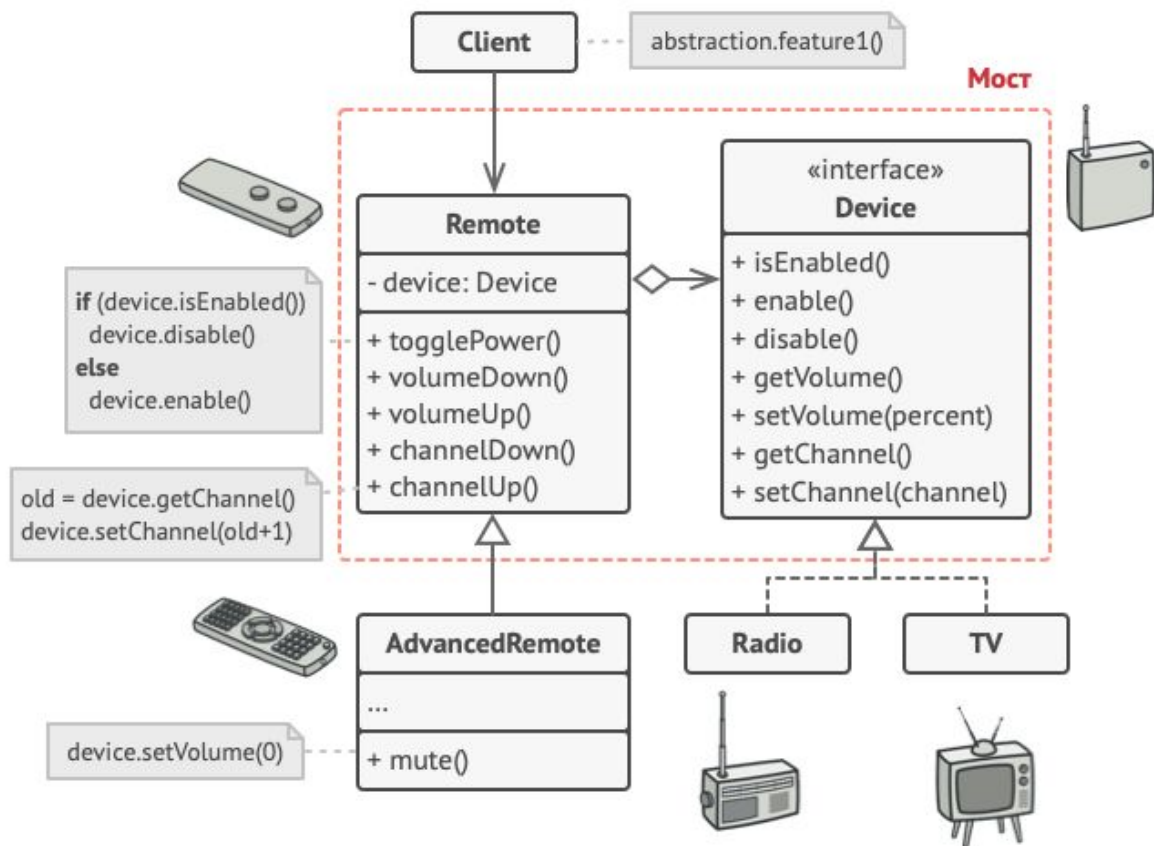 Client
abstraction.feature1()
Мост
Remote
- device: Device
+ togglePower()
+ volumeDown()
+ volumeUp()
+ channelDown()
+ channelUp()
«interface»
Device
+ isEnabled()
+ enable()
+ disable()
+ getVolume()
+ setVolume(percent)
+ getChannel()
+ setChannel(channel)
if (device.isEnabled())
device.disable()
else
device.enable()
old = device.getChannel()
device.setChannel(old+1)
AdvancedRemote
...
+ mute()
device.setVolume(0)
Radio
TV